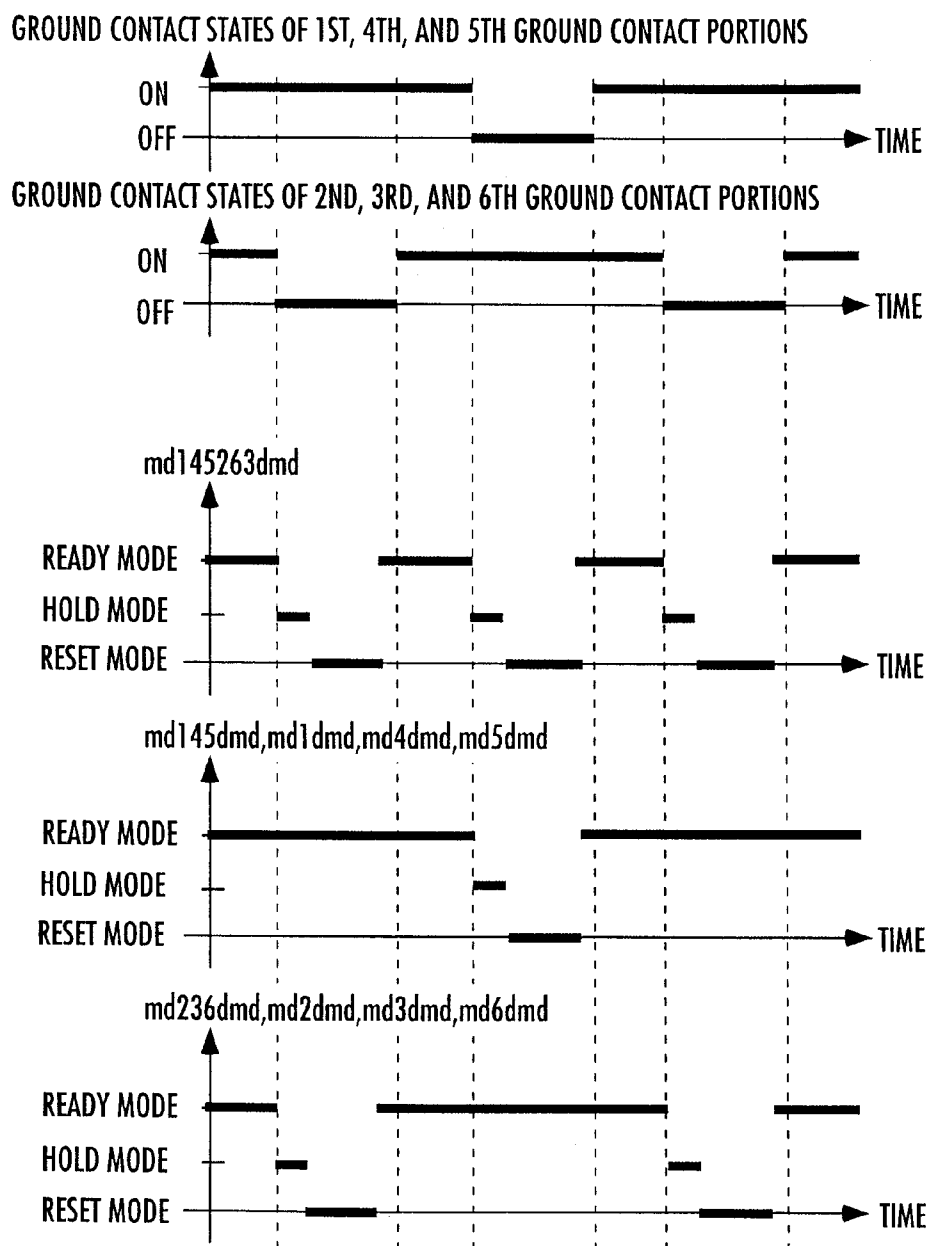 GROUND CONTACT STATES OF 1ST, 4TH, AND 5TH GROUND CONTACT PORTIONS
ON
OFF
TIME
GROUND CONTACT STATES OF 2ND, 3RD, AND 6TH GROUND CONTACT PORTIONS
ON
OFF
TIME
md145263dmd
READY MODE
HOLD MODE
RESET MODE
TIME
md145dmd,md1dmd,md4dmd,md5dmd
READY MODE
HOLD MODE
RESET MODE
TIME
md236dmd,md2dmd,md3dmd,md6dmd
READY MODE
HOLD MODE
RESET MODE
TIME